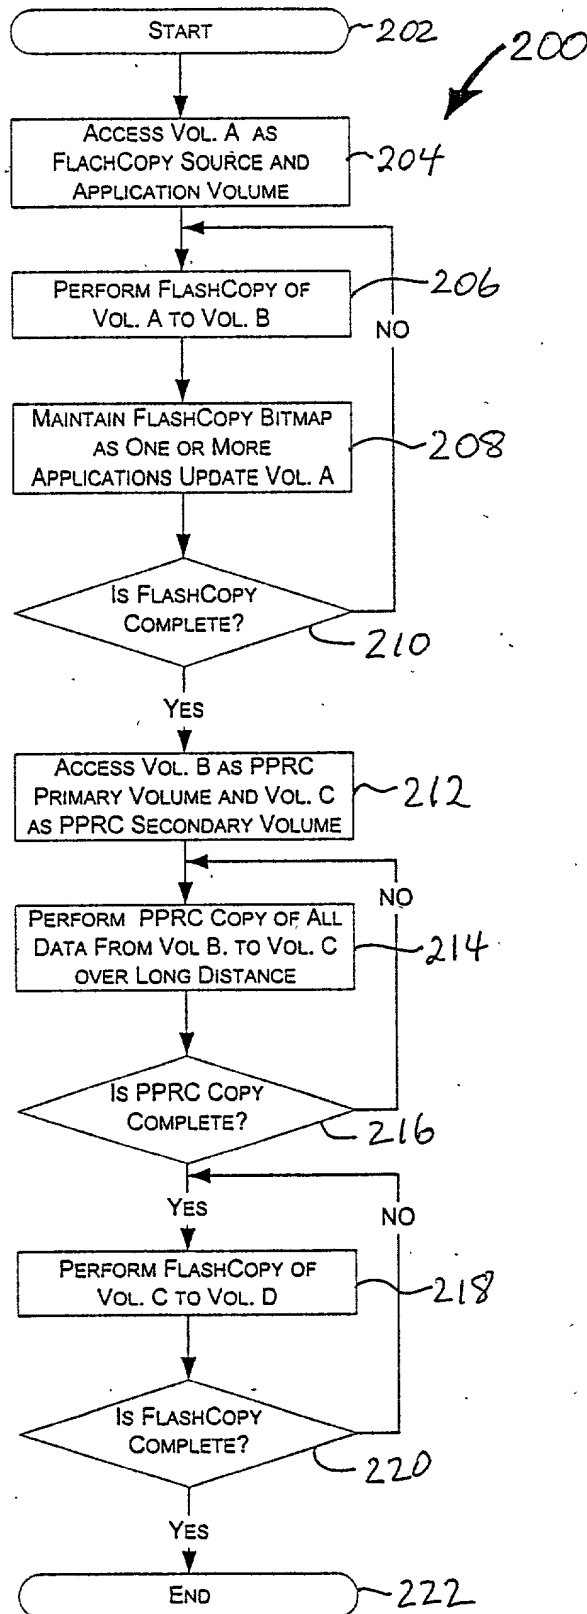 START
202
200
ACCESS VOL. A AS
FLACHCOPY SOURCE AND
APPLICATION VOLUME
204
PERFORM FLASHCOPY OF
VOL. A TO VOL. B
206
NO
MAINTAIN FLASHCOPY BITMAP
AS ONE OR MORE
APPLICATIONS UPDATE VOL. A
208
IS FLASHCOPY
COMPLETE?
210
YES
ACCESS VOL. B AS PPRC
PRIMARY VOLUME AND VOL. C
AS PPRC SECONDARY VOLUME
212
NO
PERFORM PPRC COPY OF ALL
DATA FROM VOL B. TO VOL. C
OVER LONG DISTANCE
214
IS PPRC COPY
COMPLETE?
216
YES
NO
PERFORM FLASHCOPY OF
VOL. C TO VOL. D
218
IS FLASHCOPY
COMPLETE?
220
YES
END
222